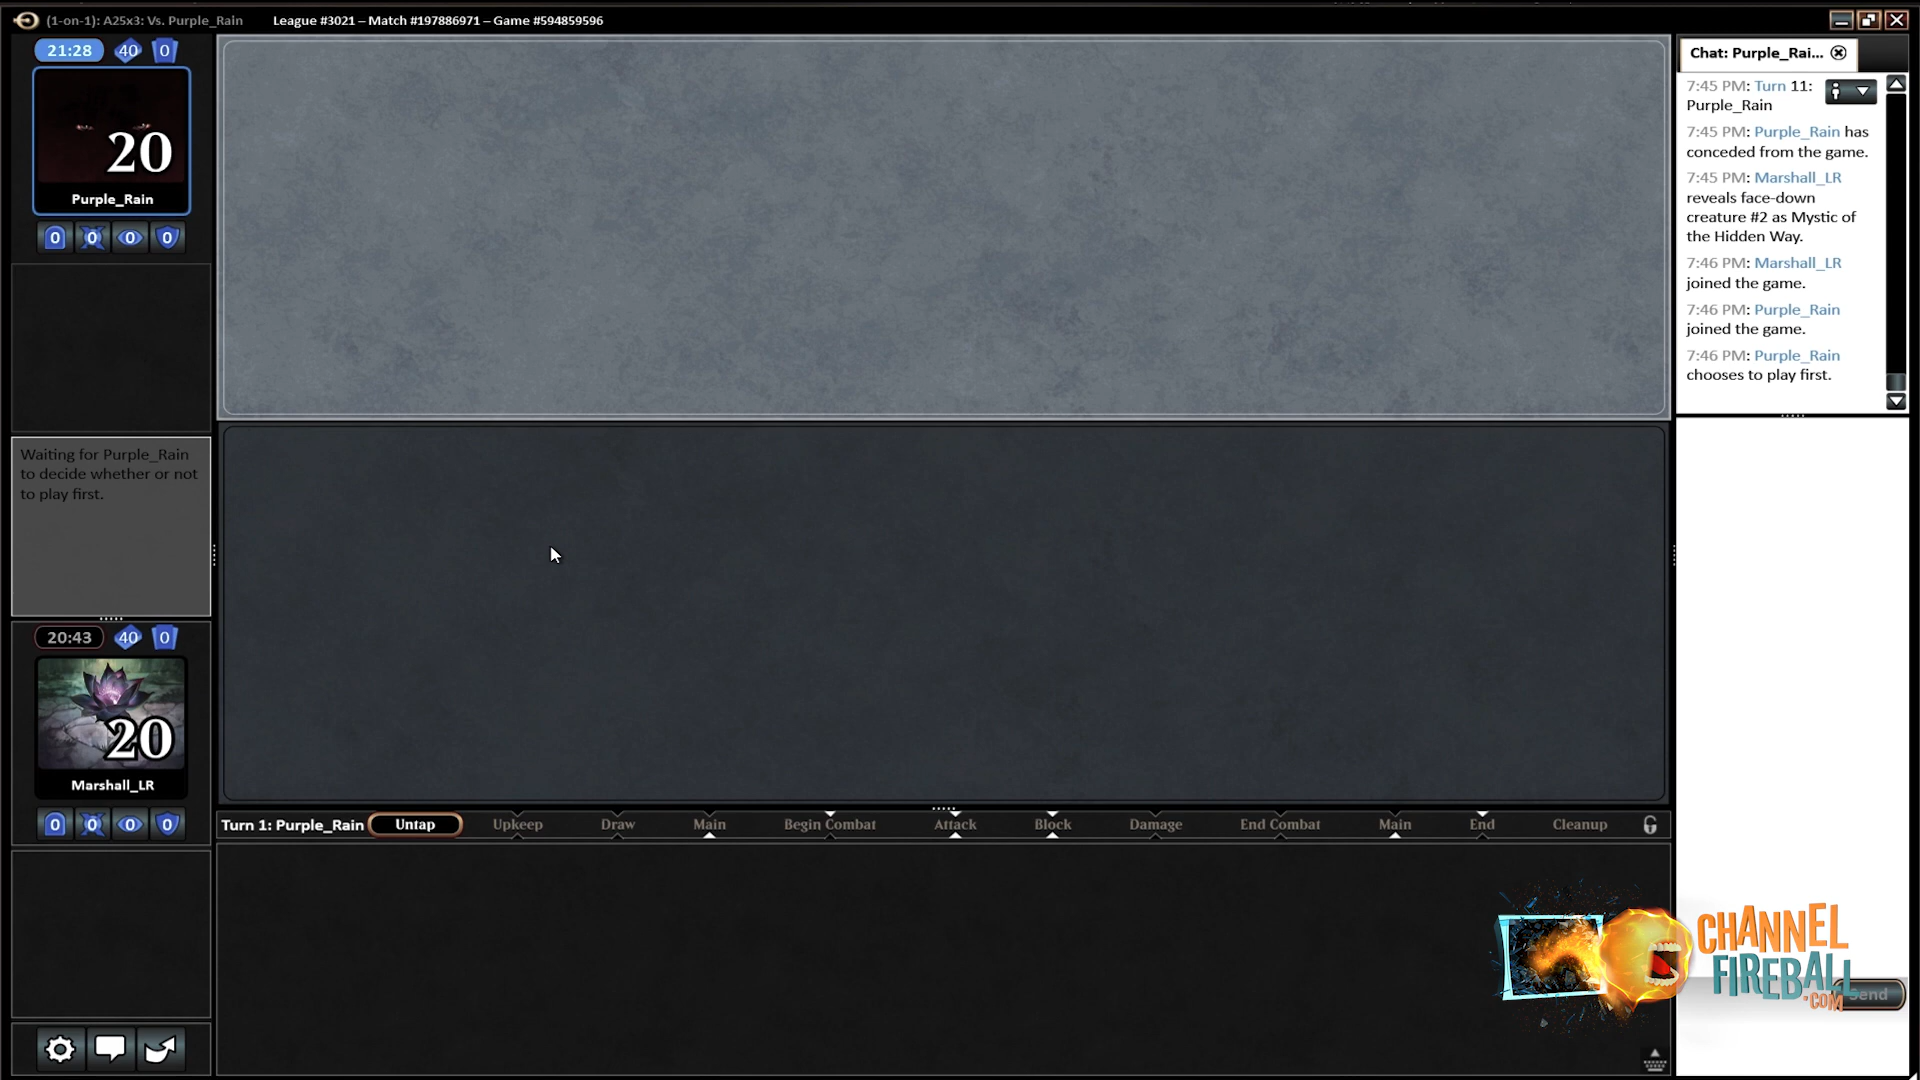 (1-on-1): A25x3: Vs. Purple_Rain
League #3021 – Match #197886971 – Game #594859596
21:28
40
0
20
Purple_Rain
0
0
0
0
Waiting for Purple_Rain
to decide whether or not
to play first.
20:43
40
0
20
Marshall_LR
0
0
0
0
Turn 1: Purple_Rain
Untap
Upkeep
Draw
Main
Begin Combat
Attack
Block
Damage
End Combat
Main
End
Cleanup
Chat: Purple_Rai...
7:45 PM: Turn 11:
Purple_Rain
7:45 PM: Purple_Rain has
conceded from the game.
7:45 PM: Marshall_LR
reveals face-down
creature #2 as Mystic of
the Hidden Way.
7:46 PM: Marshall_LR
joined the game.
7:46 PM: Purple_Rain
joined the game.
7:46 PM: Purple_Rain
chooses to play first.
CHANNEL
FIREBALL
.COM
Send